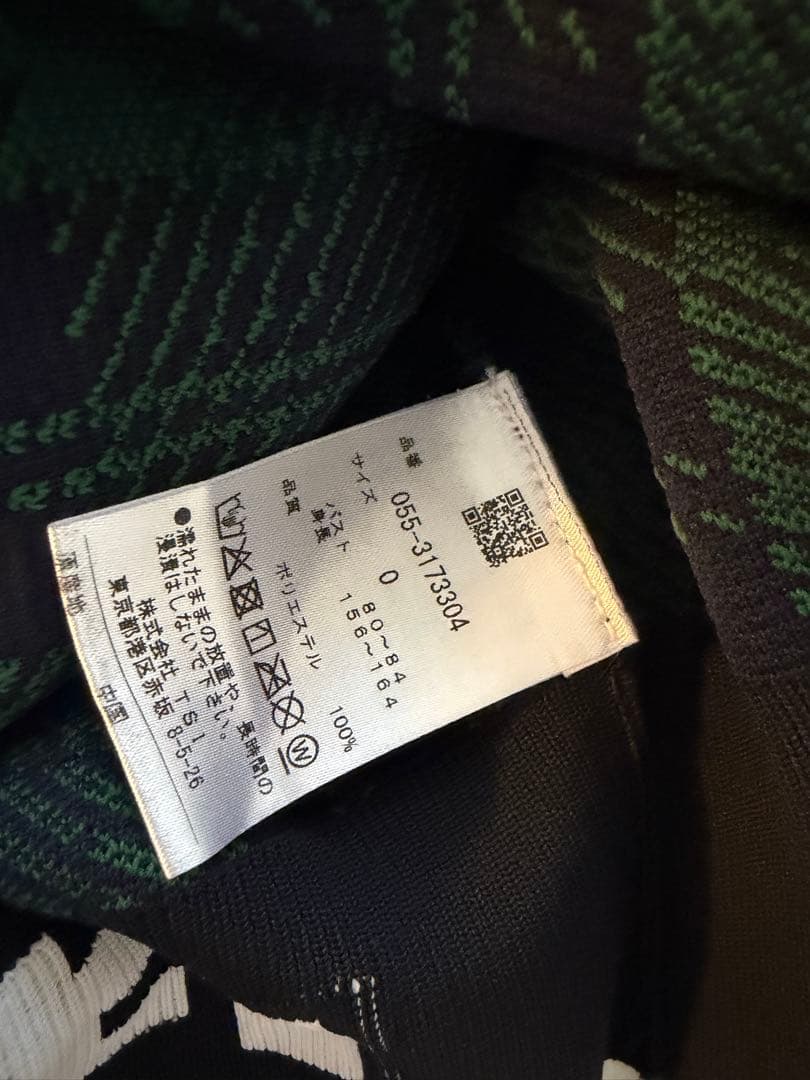 品番 055-3173304
サイズ 0
バスト 80〜84
身長 156〜164
品質 ポリエステル 100%
W
●濡れたままの放置や、長時間の
浸漬はしないで下さい。
株式会社 TSI
東京都港区赤坂 8-5-26
原産地 中国